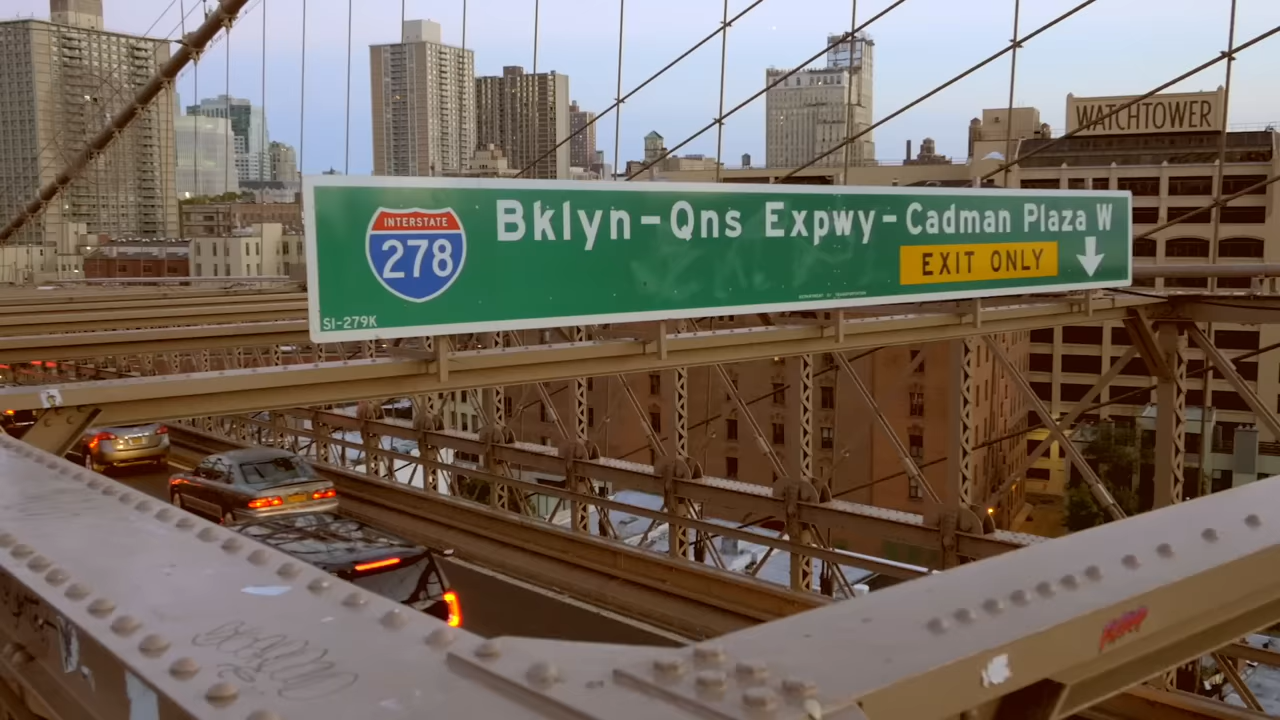 WATCHTOWER
INTERSTATE
278
Bklyn-Qns Expwy-Cadman Plaza W
EXIT ONLY
SI-279K